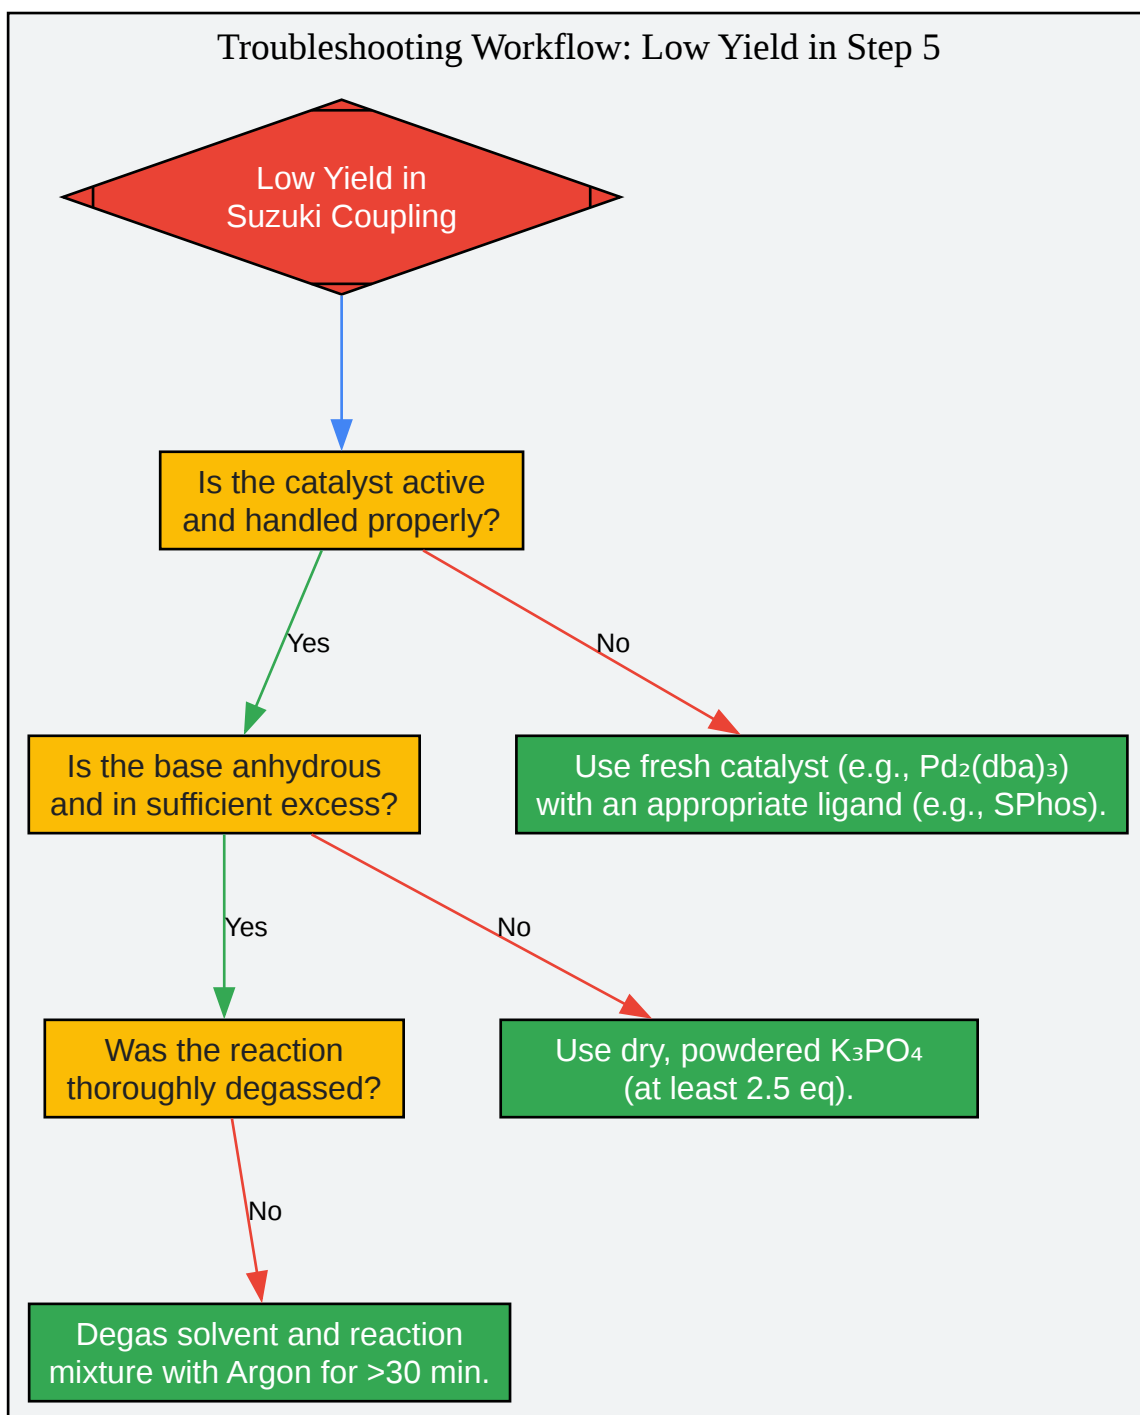 Troubleshooting Workflow: Low Yield in Step 5
Low Yield in
Suzuki Coupling
Is the catalyst active
and handled properly?
Yes
No
Is the base anhydrous
and in sufficient excess?
Use fresh catalyst (e.g., Pd₂(dba)₃)
with an appropriate ligand (e.g., SPhos).
Yes
No
Was the reaction
thoroughly degassed?
Use dry, powdered K₃PO₄
(at least 2.5 eq).
No
Degas solvent and reaction
mixture with Argon for >30 min.